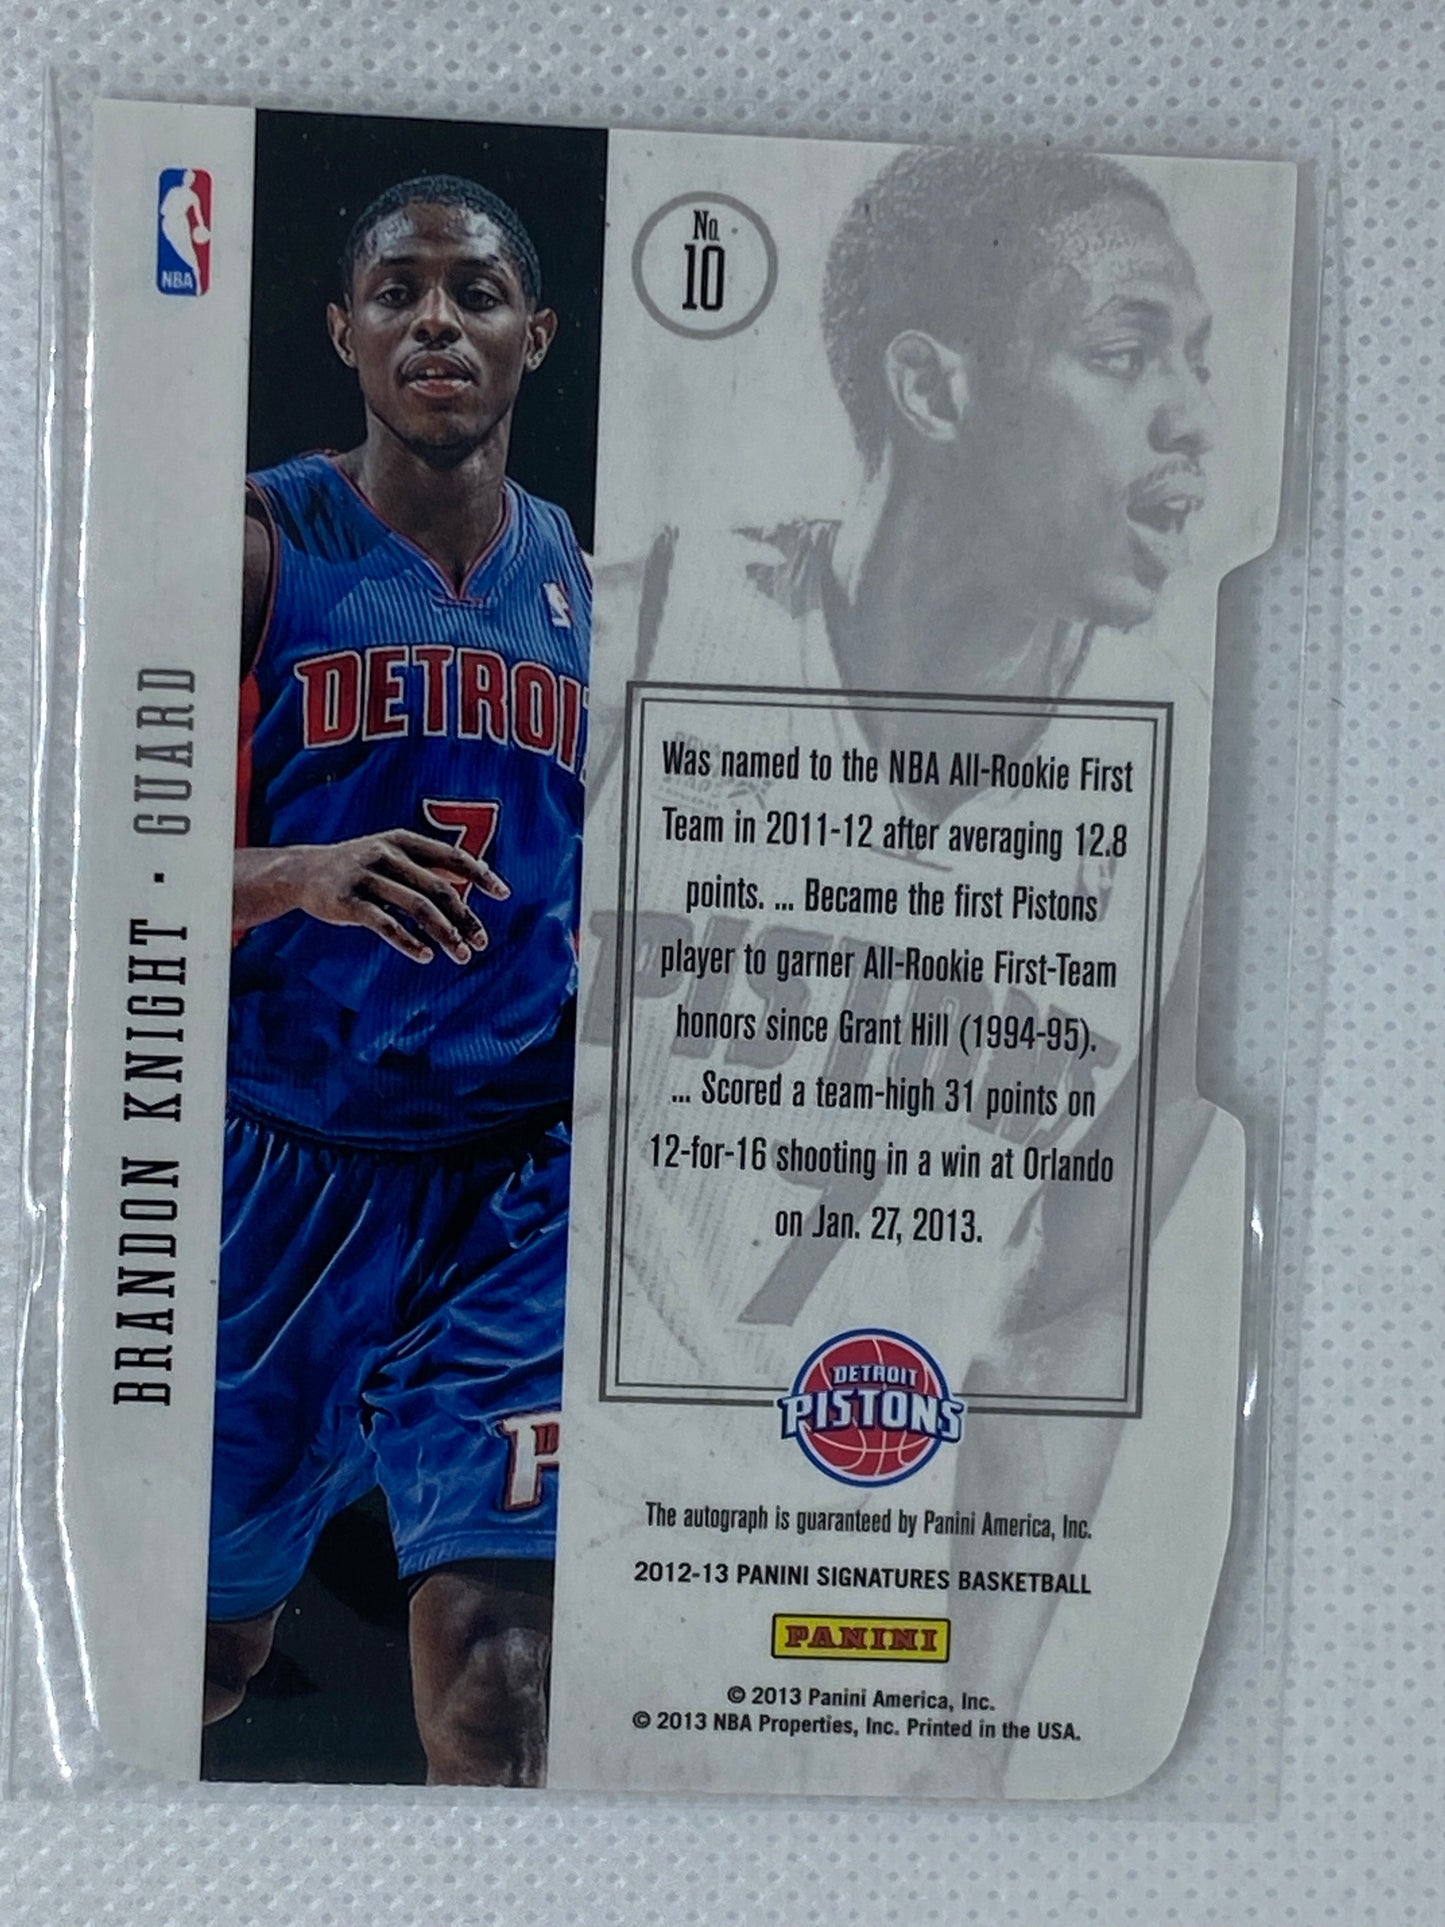 NBA
No.
10
BRANDON KNIGHT · GUARD
DETROI
7
Was named to the NBA All-Rookie First
Team in 2011-12 after averaging 12.8
points. ... Became the first Pistons
player to garner All-Rookie First-Team
honors since Grant Hill (1994-95).
... Scored a team-high 31 points on
12-for-16 shooting in a win at Orlando
on Jan. 27, 2013.
PISTONS
7
DETROIT
PISTONS
P
The autograph is guaranteed by Panini America, Inc.
2012-13 PANINI SIGNATURES BASKETBALL
PANINI
© 2013 Panini America, Inc.
© 2013 NBA Properties, Inc. Printed in the USA.